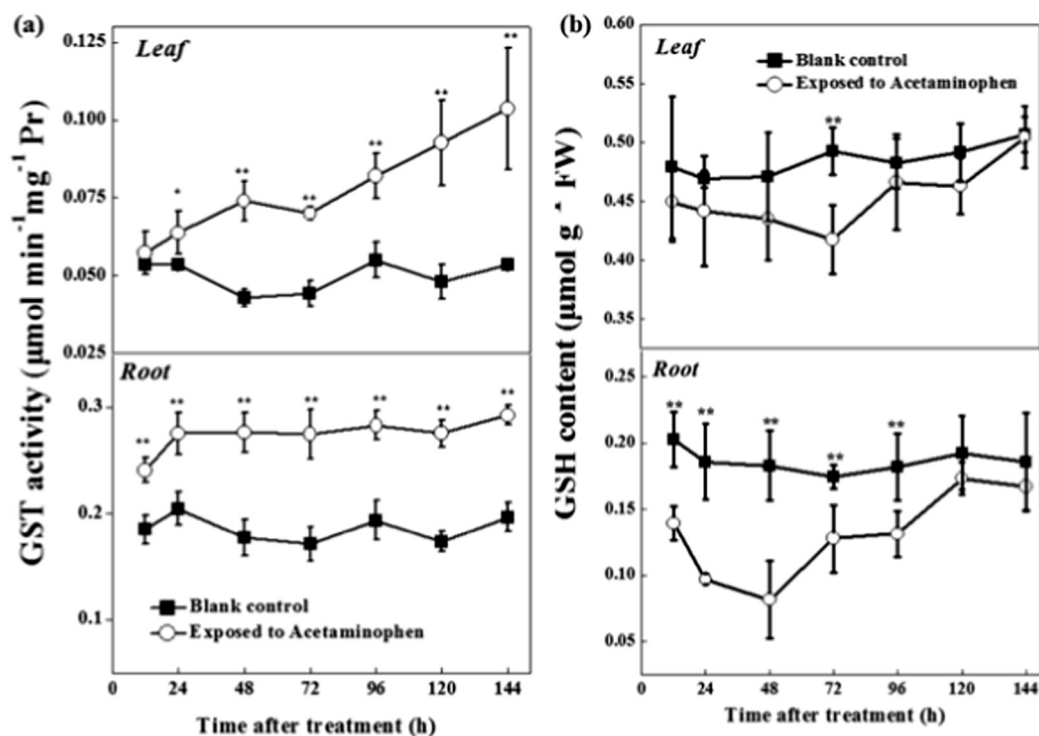 (a)
Leaf
GST activity (μmol min-1mg-1 Pr)
0.125
0.100
0.075
0.050
0.025
*
**
**
**
**
**
Root
0.3
0.2
0.1
**
**
**
**
**
**
**
Blank control
Exposed to Acetaminophen
0 24 48 72 96 120 144
Time after treatment (h)
(b)
Leaf
GSH content (μmol g-1 FW)
0.60
0.55
0.50
0.45
0.40
0.35
Blank control
Exposed to Acetaminophen
**
Root
0.25
0.20
0.15
0.10
0.05
**
**
**
**
**
0 24 48 72 96 120 144
Time after treatment (h)